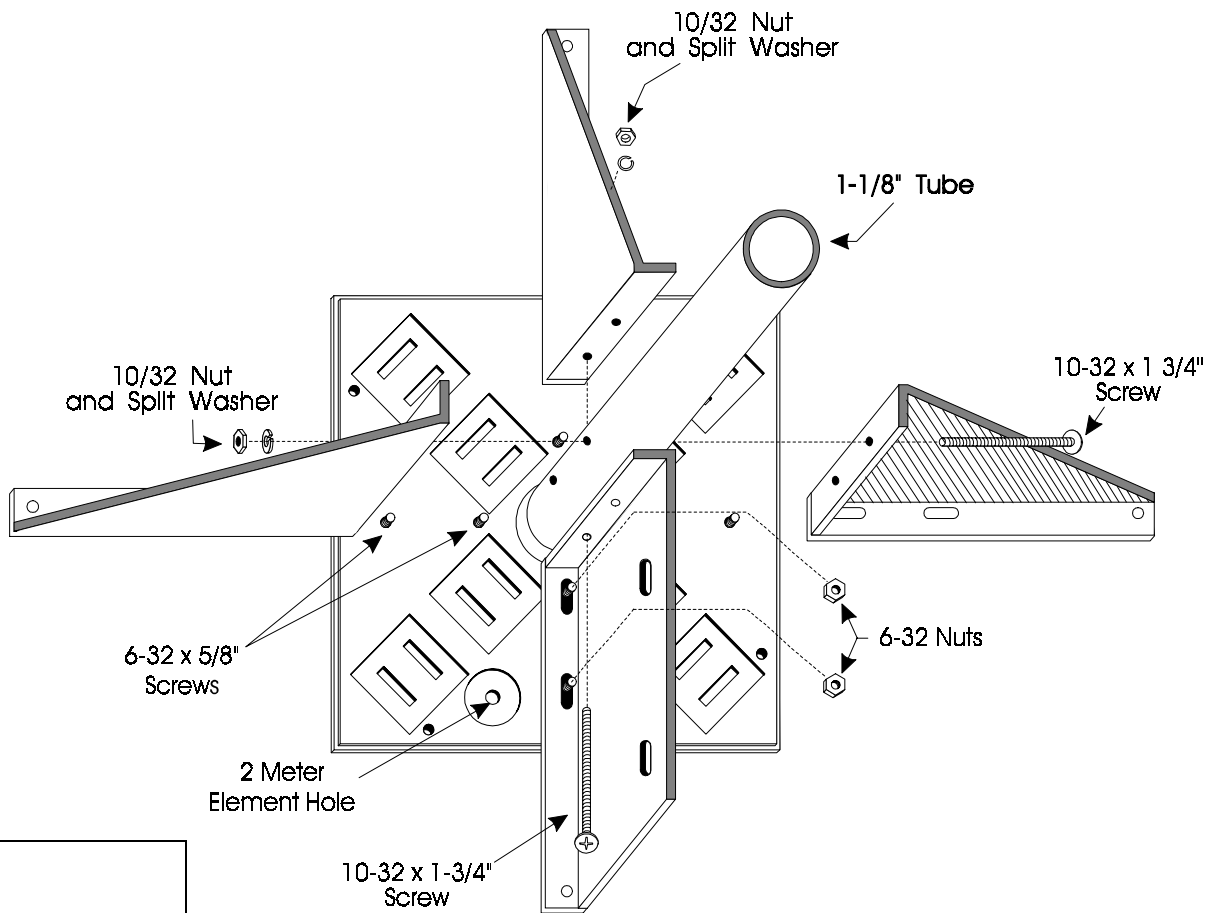 10/32 Nut
and Split Washer
1-1/8" Tube
10/32 Nut
and Split Washer
10-32 x 1 3/4"
Screw
6-32 x 5/8"
Screws
6-32 Nuts
2 Meter
Element Hole
10-32 x 1-3/4"
Screw